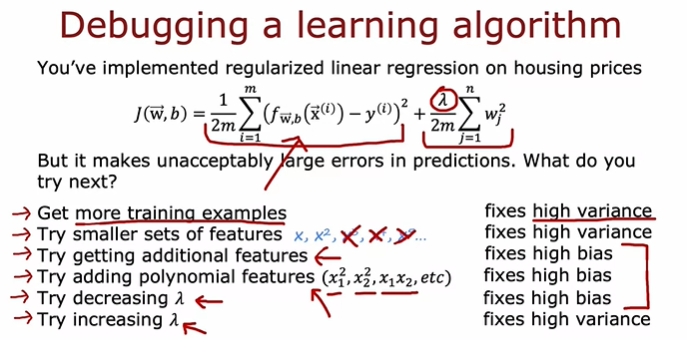 Debugging a learning algorithm
You've implemented regularized linear regression on housing prices
J(w⃗, b) = 1/2m ∑_{i=1}^{m} (f_{w⃗,b}(x⃗^{(i)}) − y^{(i)})² + λ/2m ∑_{j=1}^{n} w_j²
But it makes unacceptably large errors in predictions. What do you
try next?
→ Get more training examples fixes high variance
→ Try smaller sets of features x, x², x³, x⁴, x⁵... fixes high variance
→ Try getting additional features ← fixes high bias
→ Try adding polynomial features (x₁², x₂², x₁x₂, etc) fixes high bias
→ Try decreasing λ ← fixes high bias
→ Try increasing λ ← fixes high variance